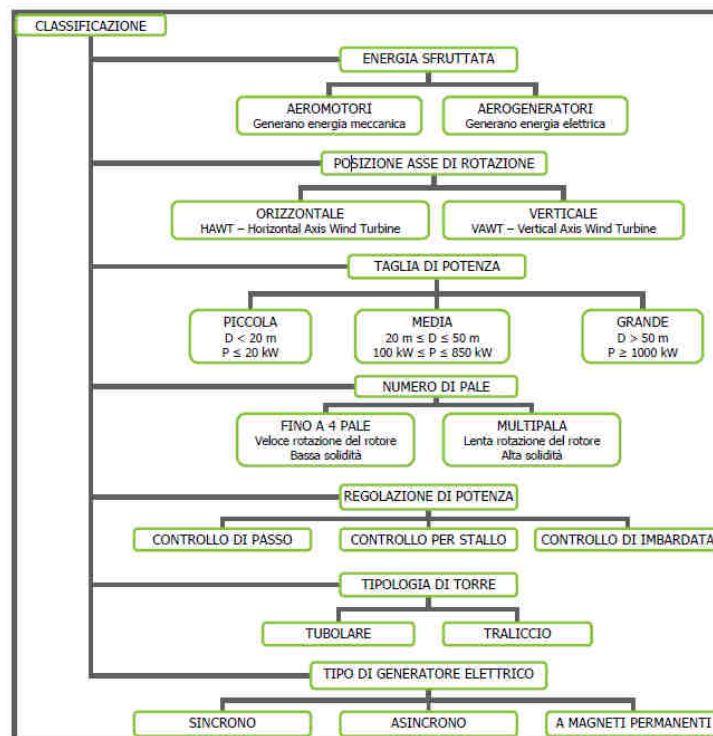 CLASSIFICAZIONE
ENERGIA SFRUTTATA
AEROMOTORI
Generano energia meccanica
AEROGENERATORI
Generano energia elettrica
POSIZIONE ASSE DI ROTAZIONE
ORIZZONTALE
HAWT – Horizontal Axis Wind Turbine
VERTICALE
VAWT – Vertical Axis Wind Turbine
TAGLIA DI POTENZA
PICCOLA
D < 20 m
P ≤ 20 kW
MEDIA
20 m ≤ D ≤ 50 m
100 kW ≤ P ≤ 850 kW
GRANDE
D > 50 m
P ≥ 1000 kW
NUMERO DI PALE
FINO A 4 PALE
Veloce rotazione del rotore
Bassa solidità
MULTIPALA
Lenta rotazione del rotore
Alta solidità
REGOLAZIONE DI POTENZA
CONTROLLO DI PASSO
CONTROLLO PER STALLO
CONTROLLO DI IMBARDATA
TIPOLOGIA DI TORRE
TUBOLARE
TRALICCIO
TIPO DI GENERATORE ELETTRICO
SINCRONO
ASINCRONO
A MAGNETI PERMANENTI